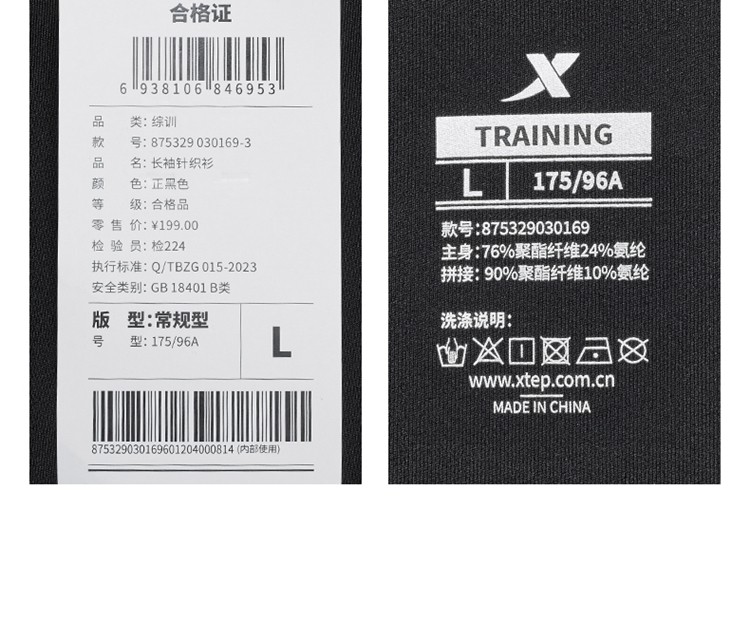 合格证
6 938106 846953
品 类: 综训
款 号: 875329 030169-3
品 名: 长袖针织衫
颜 色: 正黑色
等 级: 合格品
零售价: ¥199.00
检验员: 检224
执行标准: Q/TBZG 015-2023
安全类别: GB 18401 B类
版 型: 常规型
号 型: 175/96A
L
875329030169601204000814 (内部使用)
TRAINING
L 175/96A
款号: 875329030169
主身: 76%聚酯纤维24%氨纶
拼接: 90%聚酯纤维10%氨纶
洗涤说明:
www.xtep.com.cn
MADE IN CHINA